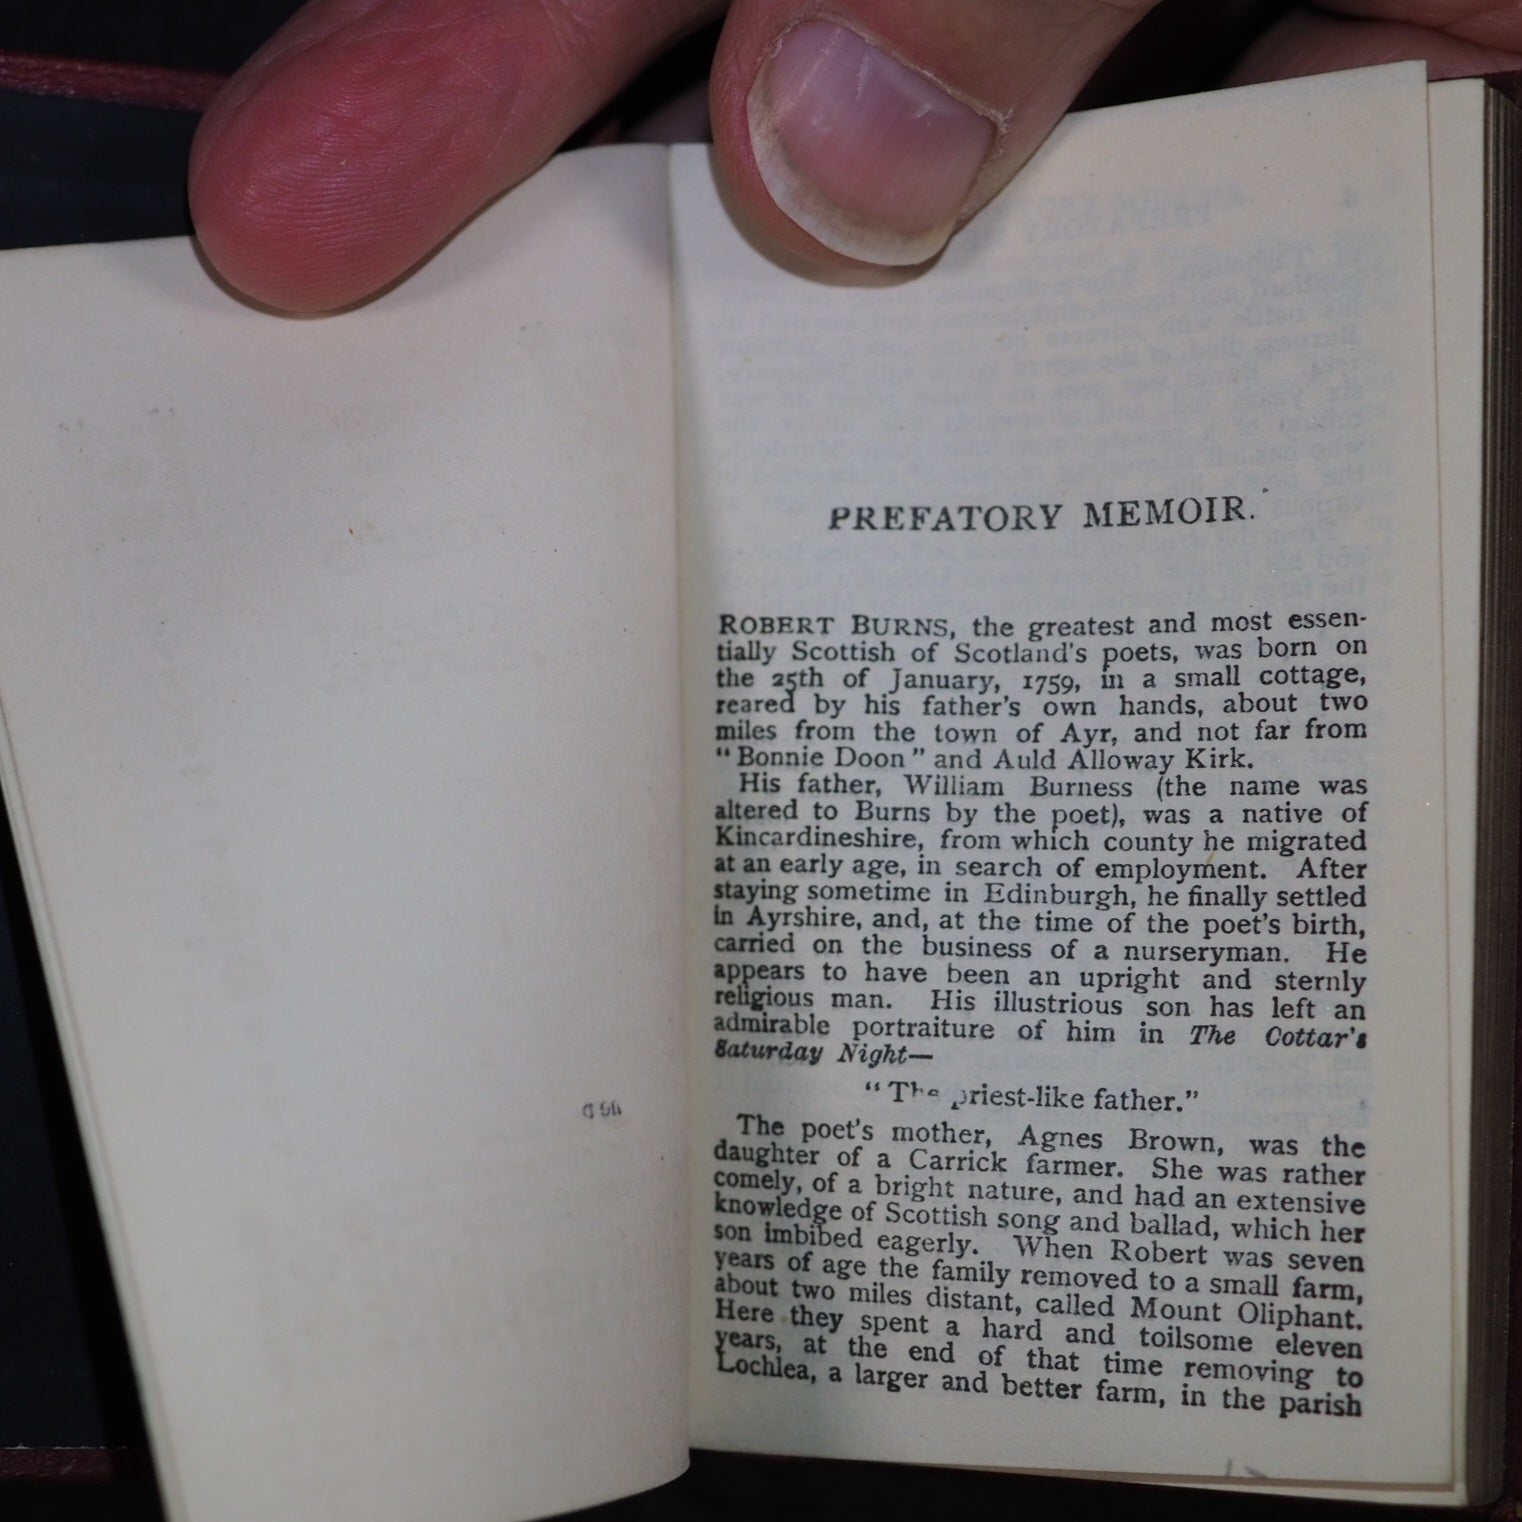 PREFATORY MEMOIR.
ROBERT BURNS, the greatest and most essen-
tially Scottish of Scotland's poets, was born on
the 25th of January, 1759, in a small cottage,
reared by his father's own hands, about two
miles from the town of Ayr, and not far from
"Bonnie Doon" and Auld Alloway Kirk.
His father, William Burness (the name was
altered to Burns by the poet), was a native of
Kincardineshire, from which county he migrated
at an early age, in search of employment. After
staying sometime in Edinburgh, he finally settled
in Ayrshire, and, at the time of the poet's birth,
carried on the business of a nurseryman. He
appears to have been an upright and sternly
religious man. His illustrious son has left an
admirable portraiture of him in The Cottar's
Saturday Night—
"The priest-like father."
The poet's mother, Agnes Brown, was the
daughter of a Carrick farmer. She was rather
comely, of a bright nature, and had an extensive
knowledge of Scottish song and ballad, which her
son imbibed eagerly. When Robert was seven
years of age the family removed to a small farm,
about two miles distant, called Mount Oliphant.
Here they spent a hard and toilsome eleven
years, at the end of that time removing to
Lochlea, a larger and better farm, in the parish